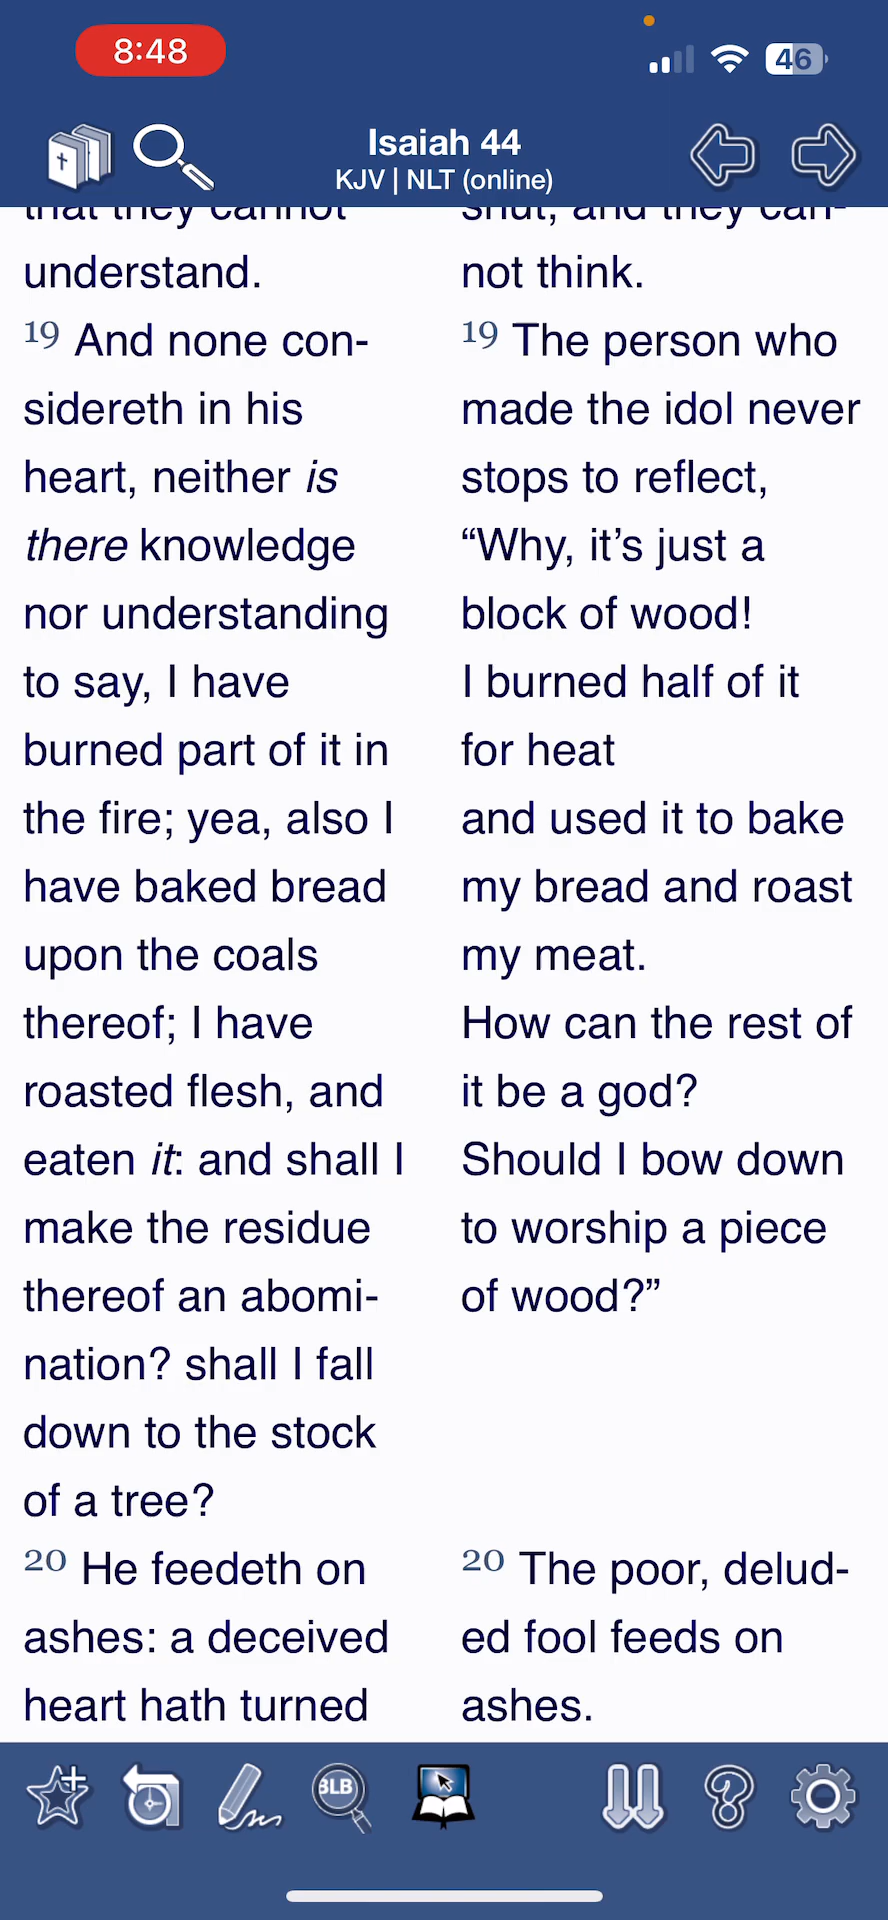 8:48
46
Isaiah 44
KJV | NLT (online)
that they cannot
understand.
19 And none con-
sidereth in his
heart, neither is
there knowledge
nor understanding
to say, I have
burned part of it in
the fire; yea, also I
have baked bread
upon the coals
thereof; I have
roasted flesh, and
eaten it: and shall I
make the residue
thereof an abomi-
nation? shall I fall
down to the stock
of a tree?
20 He feedeth on
ashes: a deceived
heart hath turned
shut, and they can-
not think.
19 The person who
made the idol never
stops to reflect,
“Why, it’s just a
block of wood!
I burned half of it
for heat
and used it to bake
my bread and roast
my meat.
How can the rest of
it be a god?
Should I bow down
to worship a piece
of wood?”
20 The poor, delud-
ed fool feeds on
ashes.
BLB